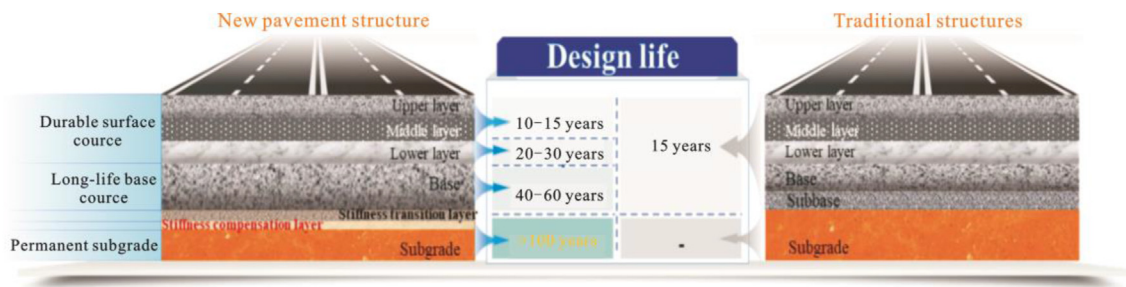 New pavement structure
Traditional structures
Design life
Durable surface
cource
Long-life base
cource
Permanent subgrade
Upper layer
Middle layer
Lower layer
Base
Stiffness transition layer
Stiffness compensation layer
Subgrade
10-15 years
20-30 years
40-60 years
>100 years
15 years
-
Upper layer
Middle layer
Lower layer
Base
Subbase
Subgrade